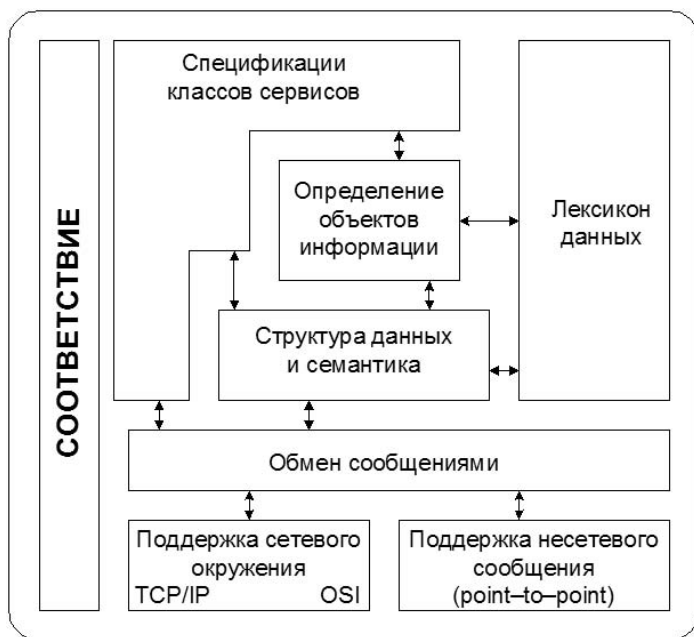 СООТВЕТСТВИЕ
Спецификации
классов сервисов
Определение
объектов
информации
Лексикон
данных
Структура данных
и семантика
Обмен сообщениями
Поддержка сетевого
окружения
TCP/IP OSI
Поддержка несетевого
сообщения
(point–to–point)